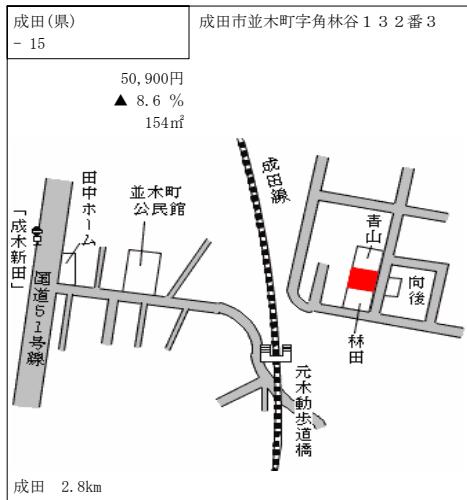 成田(県)
- 15
成田市並木町字角林谷１３２番３
50,900円
▲ 8.6 %
154㎡
「成木新田」
国道５１号線
田中ホーム
並木町
公民館
成田線
青山
向後
林田
元木動歩道橋
成田 2.8km